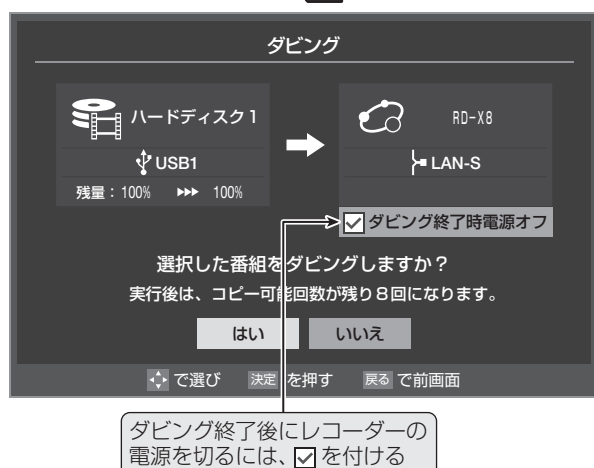 ダビング
ハードディスク1
RD-X8
USB1
LAN-S
残量：100% ▶▶▶ 100%
☑ダビング終了時電源オフ
選択した番組をダビングしますか？
実行後は、コピー可能回数が残り8回になります。
はい いいえ
で選び 決定 を押す 戻る で前画面
ダビング終了後にレコーダーの
電源を切るには、☑を付ける